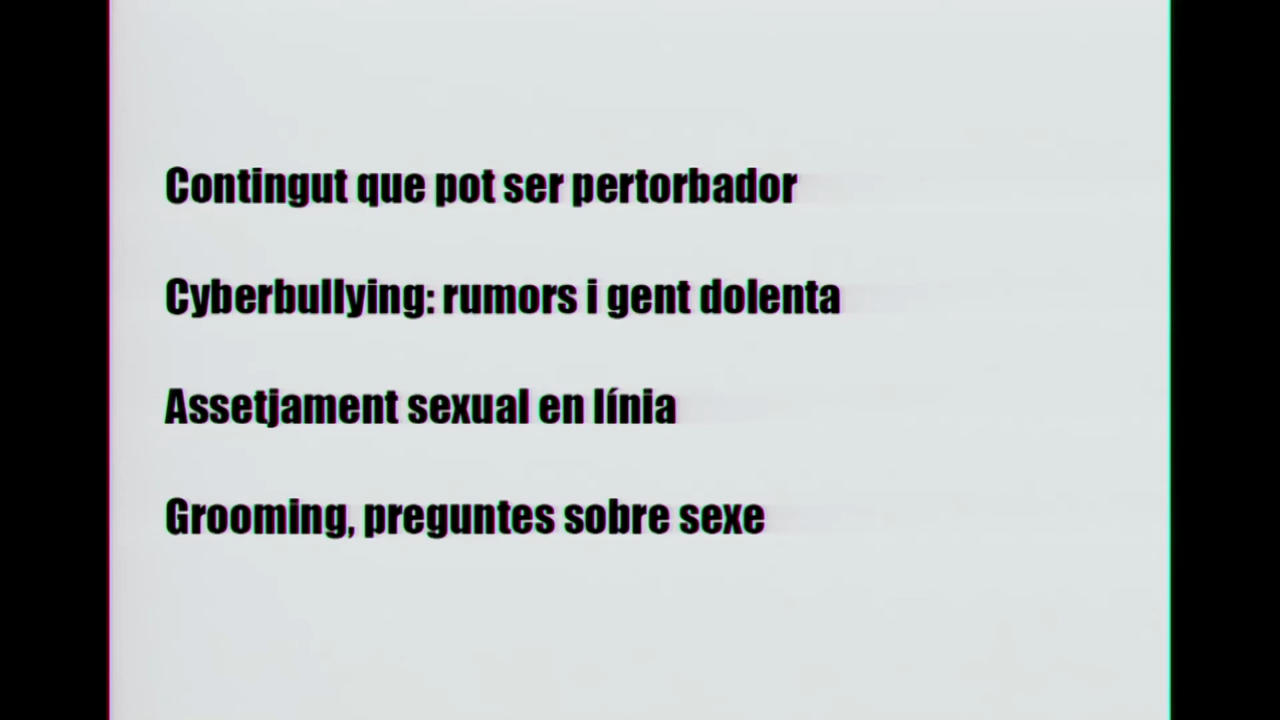 Contingut que pot ser pertorbador
Cyberbullying: rumors i gent dolenta
Assetjament sexual en línia
Grooming, preguntes sobre sexe